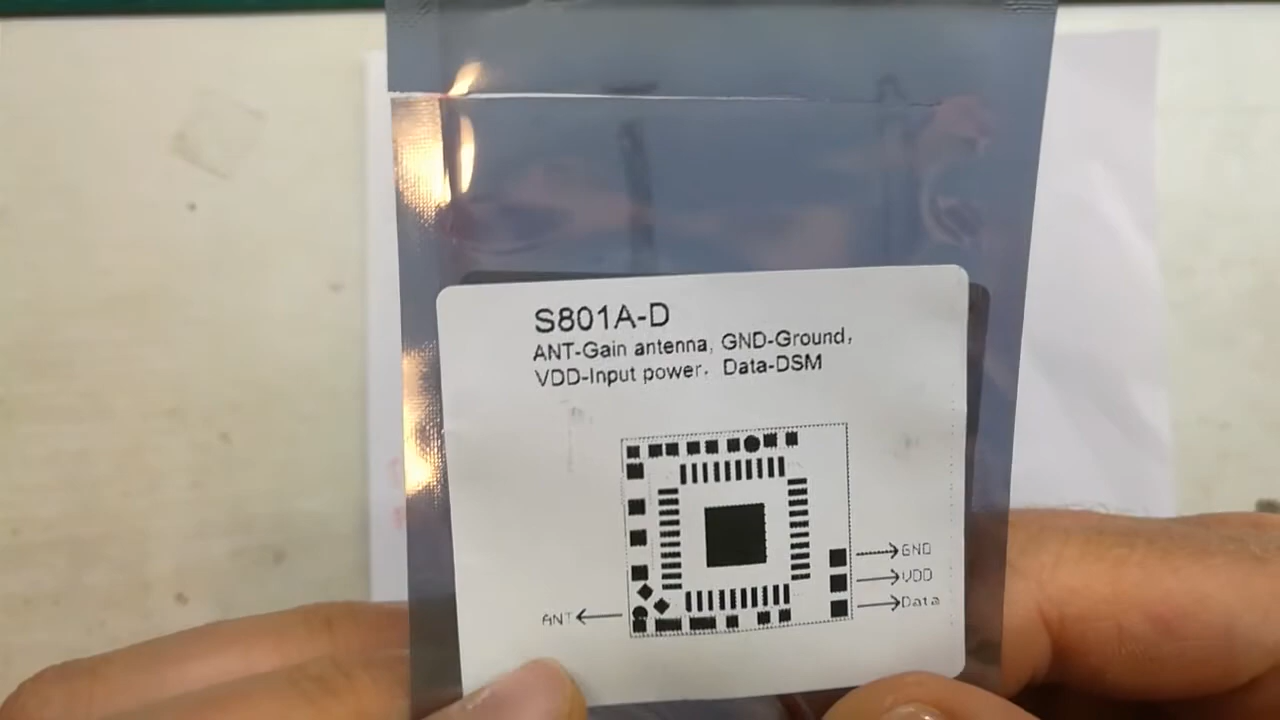 S801A-D
ANT-Gain antenna, GND-Ground,
VDD-Input power. Data-DSM
GND
VDD
Data
ANT